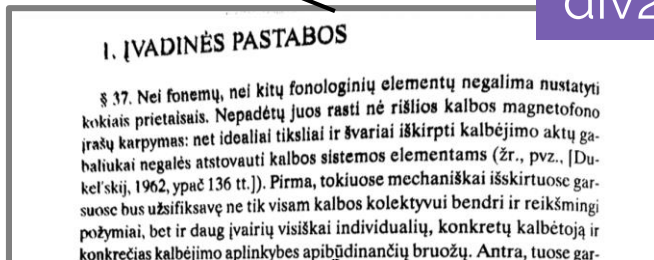 div2
1. ĮVADINĖS PASTABOS
§ 37. Nei fonemų, nei kitų fonologinių elementų negalima nustatyti
kokiais prietaisais. Nepadėtų juos rasti nė rišlios kalbos magnetofono
įrašų karpymas: net idealiai tiksliai ir švariai iškirpti kalbėjimo aktų ga-
baliukai negalės atstovauti kalbos sistemos elementams (žr., pvz., [Du-
kel'skij, 1962, ypač 136 tt.]). Pirma, tokiuose mechaniškai išskirtuose gar-
suose bus užsifiksavę ne tik visam kalbos kolektyvui bendri ir reikšmingi
požymiai, bet ir daug įvairių visiškai individualių, konkretų kalbėtoją ir
konkrečias kalbėjimo aplinkybes apibūdinančių bruožų. Antra, tuose gar-